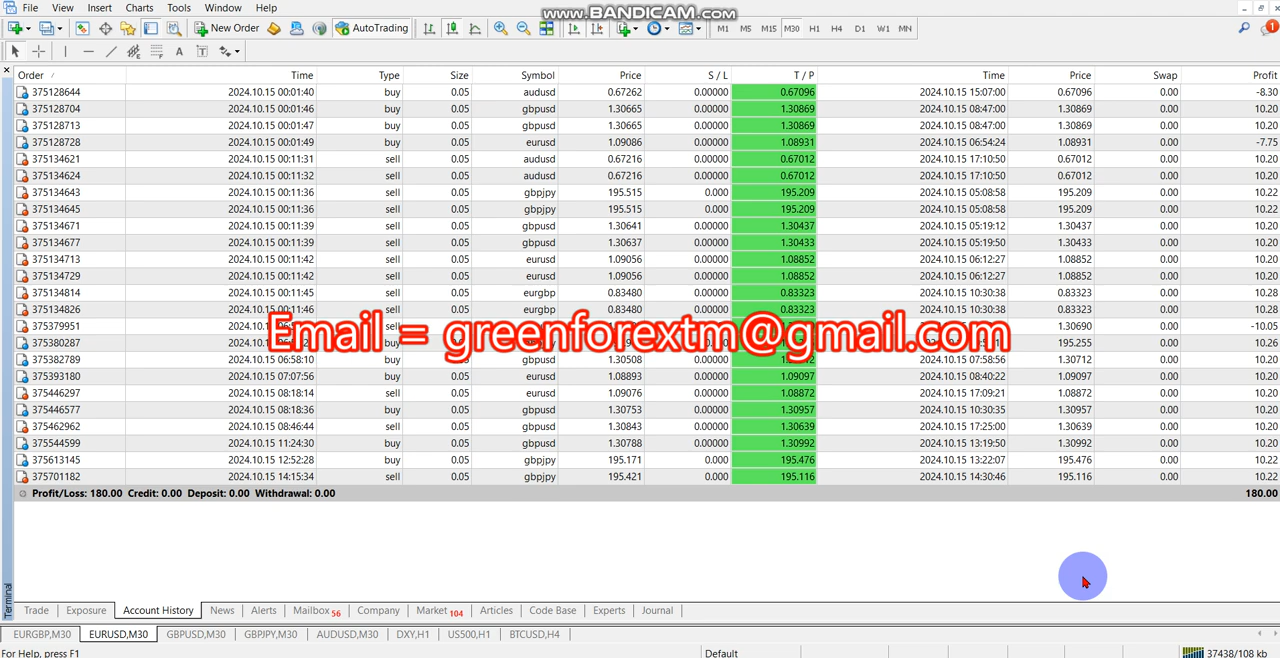 File View Insert Charts Tools Window Help
www.BANDICAM.com
New Order AutoTrading M1 M5 M15 M30 H1 H4 D1 W1 MN 1
Order / Time Type Size Symbol Price S / L T / P Time Price Swap Profit
375128644 2024.10.15 00:01:40 buy 0.05 audusd 0.67262 0.00000 0.67096 2024.10.15 15:07:00 0.67096 0.00 -8.30
375128704 2024.10.15 00:01:46 buy 0.05 gbpusd 1.30665 0.00000 1.30869 2024.10.15 08:47:00 1.30869 0.00 10.20
375128713 2024.10.15 00:01:47 buy 0.05 gbpusd 1.30665 0.00000 1.30869 2024.10.15 08:47:00 1.30869 0.00 10.20
375128728 2024.10.15 00:01:49 buy 0.05 eurusd 1.09086 0.00000 1.08931 2024.10.15 06:54:24 1.08931 0.00 -7.75
375134621 2024.10.15 00:11:31 sell 0.05 audusd 0.67216 0.00000 0.67012 2024.10.15 17:10:50 0.67012 0.00 10.20
375134624 2024.10.15 00:11:32 sell 0.05 audusd 0.67216 0.00000 0.67012 2024.10.15 17:10:50 0.67012 0.00 10.20
375134643 2024.10.15 00:11:36 sell 0.05 gbpjpy 195.515 0.000 195.209 2024.10.15 05:08:58 195.209 0.00 10.22
375134645 2024.10.15 00:11:36 sell 0.05 gbpjpy 195.515 0.000 195.209 2024.10.15 05:08:58 195.209 0.00 10.22
375134671 2024.10.15 00:11:39 sell 0.05 gbpusd 1.30641 0.00000 1.30437 2024.10.15 05:19:12 1.30437 0.00 10.20
375134677 2024.10.15 00:11:39 sell 0.05 gbpusd 1.30637 0.00000 1.30433 2024.10.15 05:19:50 1.30433 0.00 10.20
375134713 2024.10.15 00:11:42 sell 0.05 eurusd 1.09056 0.00000 1.08852 2024.10.15 06:12:27 1.08852 0.00 10.20
375134729 2024.10.15 00:11:42 sell 0.05 eurusd 1.09056 0.00000 1.08852 2024.10.15 06:12:27 1.08852 0.00 10.20
375134814 2024.10.15 00:11:45 sell 0.05 eurgbp 0.83480 0.00000 0.83323 2024.10.15 10:30:38 0.83323 0.00 10.28
375134826 2024.10.15 00:11:46 sell 0.05 eurgbp 0.83480 0.00000 0.83323 2024.10.15 10:30:38 0.83323 0.00 10.28
375379951 1.30690 0.00 -10.05
Email = greenforextm@gmail.com
375380287 buy 195.255 0.00 10.26
375382789 2024.10.15 06:58:10 buy 0.05 gbpusd 1.30508 0.00000 2024.10.15 07:58:56 1.30712 0.00 10.20
375393180 2024.10.15 07:07:56 buy 0.05 eurusd 1.08893 0.00000 1.09097 2024.10.15 08:40:22 1.09097 0.00 10.20
375446297 2024.10.15 08:18:14 sell 0.05 eurusd 1.09076 0.00000 1.08872 2024.10.15 17:09:21 1.08872 0.00 10.20
375446577 2024.10.15 08:18:36 buy 0.05 gbpusd 1.30753 0.00000 1.30957 2024.10.15 10:30:35 1.30957 0.00 10.20
375462962 2024.10.15 08:46:44 sell 0.05 gbpusd 1.30843 0.00000 1.30639 2024.10.15 17:25:00 1.30639 0.00 10.20
375544599 2024.10.15 11:24:30 buy 0.05 gbpusd 1.30788 0.00000 1.30992 2024.10.15 13:19:50 1.30992 0.00 10.20
375613145 2024.10.15 12:52:28 buy 0.05 gbpjpy 195.171 0.000 195.476 2024.10.15 13:22:07 195.476 0.00 10.22
375701182 2024.10.15 14:15:34 sell 0.05 gbpjpy 195.421 0.000 195.116 2024.10.15 14:30:46 195.116 0.00 10.22
Profit/Loss: 180.00 Credit: 0.00 Deposit: 0.00 Withdrawal: 0.00 180.00
Terminal
Trade Exposure Account History News Alerts Mailbox 56 Company Market 104 Articles Code Base Experts Journal
EURGBP,M30 EURUSD,M30 GBPUSD,M30 GBPJPY,M30 AUDUSD,M30 DXY,H1 US500,H1 BTCUSD,H4
For Help, press F1 Default 37438/108 kb